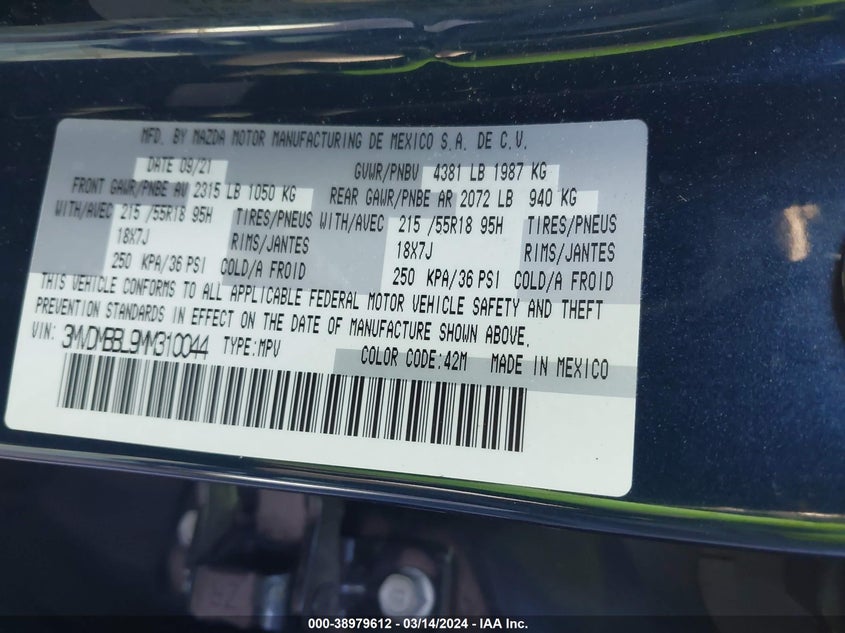 MFD. BY MAZDA MOTOR MANUFACTURING DE MEXICO S.A. DE C.V.
DATE 09/21 GVWR/PNBV 4381 LB 1987 KG
FRONT GAWR/PNBE AV 2315 LB 1050 KG REAR GAWR/PNBE AR 2072 LB 940 KG
WITH/AVEC 215 /55R18 95H TIRES/PNEUS WITH/AVEC 215 /55R18 95H TIRES/PNEUS
18X7J RIMS/JANTES 18X7J RIMS/JANTES
250 KPA/36 PSI COLD/A FROID 250 KPA/36 PSI COLD/A FROID
THIS VEHICLE CONFORMS TO ALL APPLICABLE FEDERAL MOTOR VEHICLE SAFETY AND THEFT
PREVENTION STANDARDS IN EFFECT ON THE DATE OF MANUFACTURE SHOWN ABOVE.
VIN: 3MVDMBBL9MM310044 TYPE:MPV
COLOR CODE:42M MADE IN MEXICO
000-38979612 - 03/14/2024 - IAA Inc.